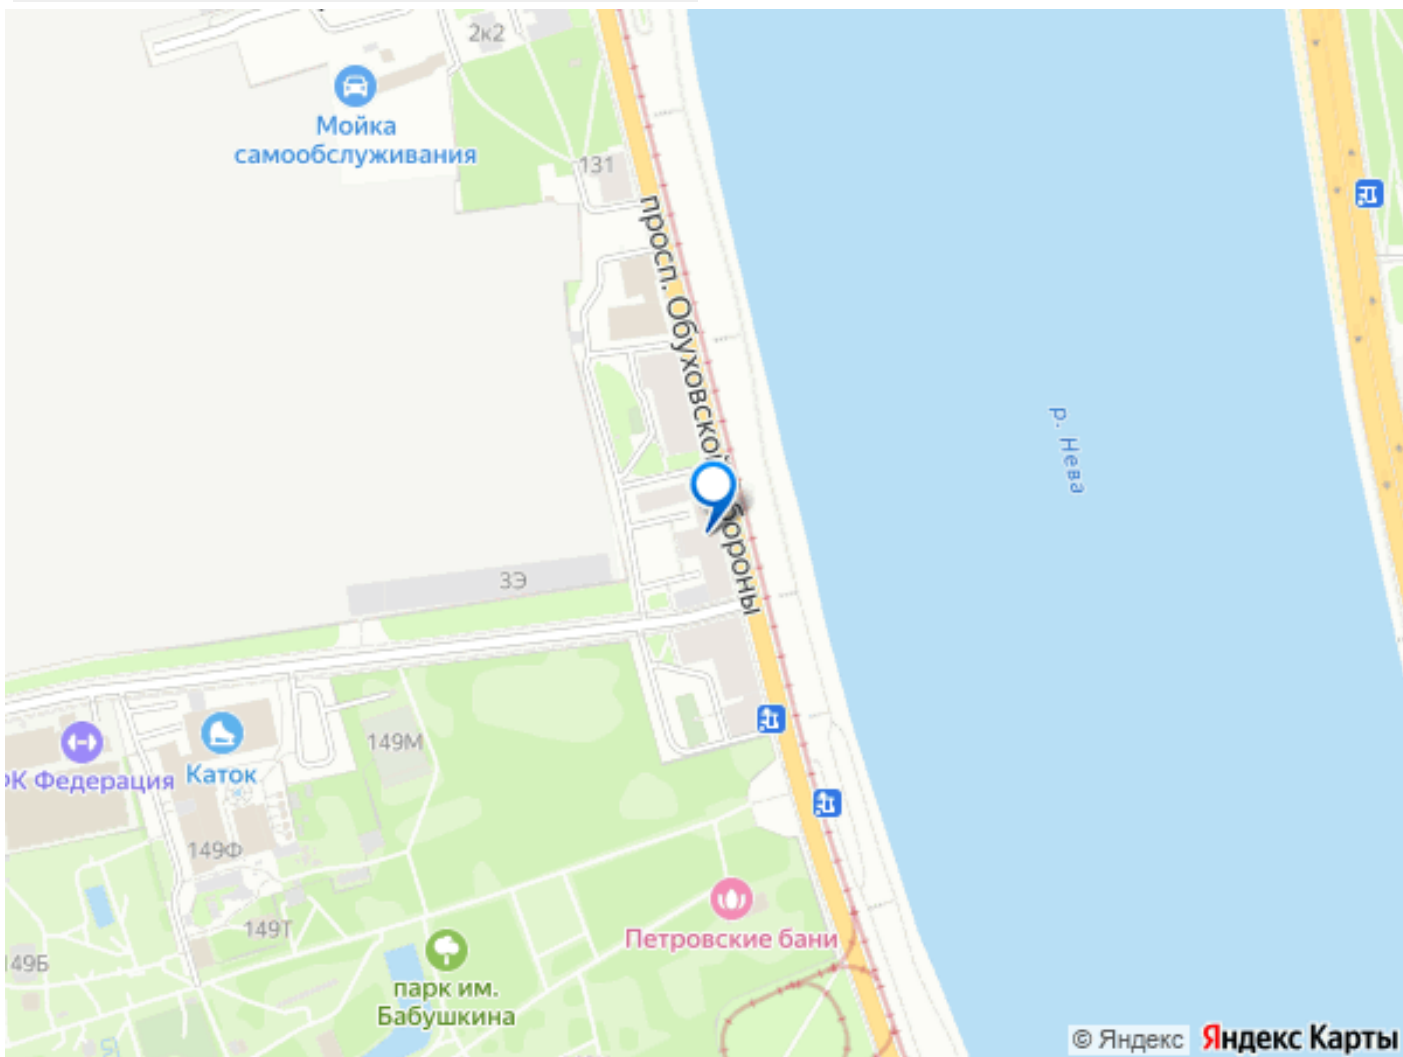 2к2
Мойка
самообслуживания
131
просп. Обуховской Обороны
р. Нева
3Э
149М
ФК Федерация
Каток
149Ф
149Т
149Б
Петровские бани
парк им.
Бабушкина
© Яндекс Яндекс Карты